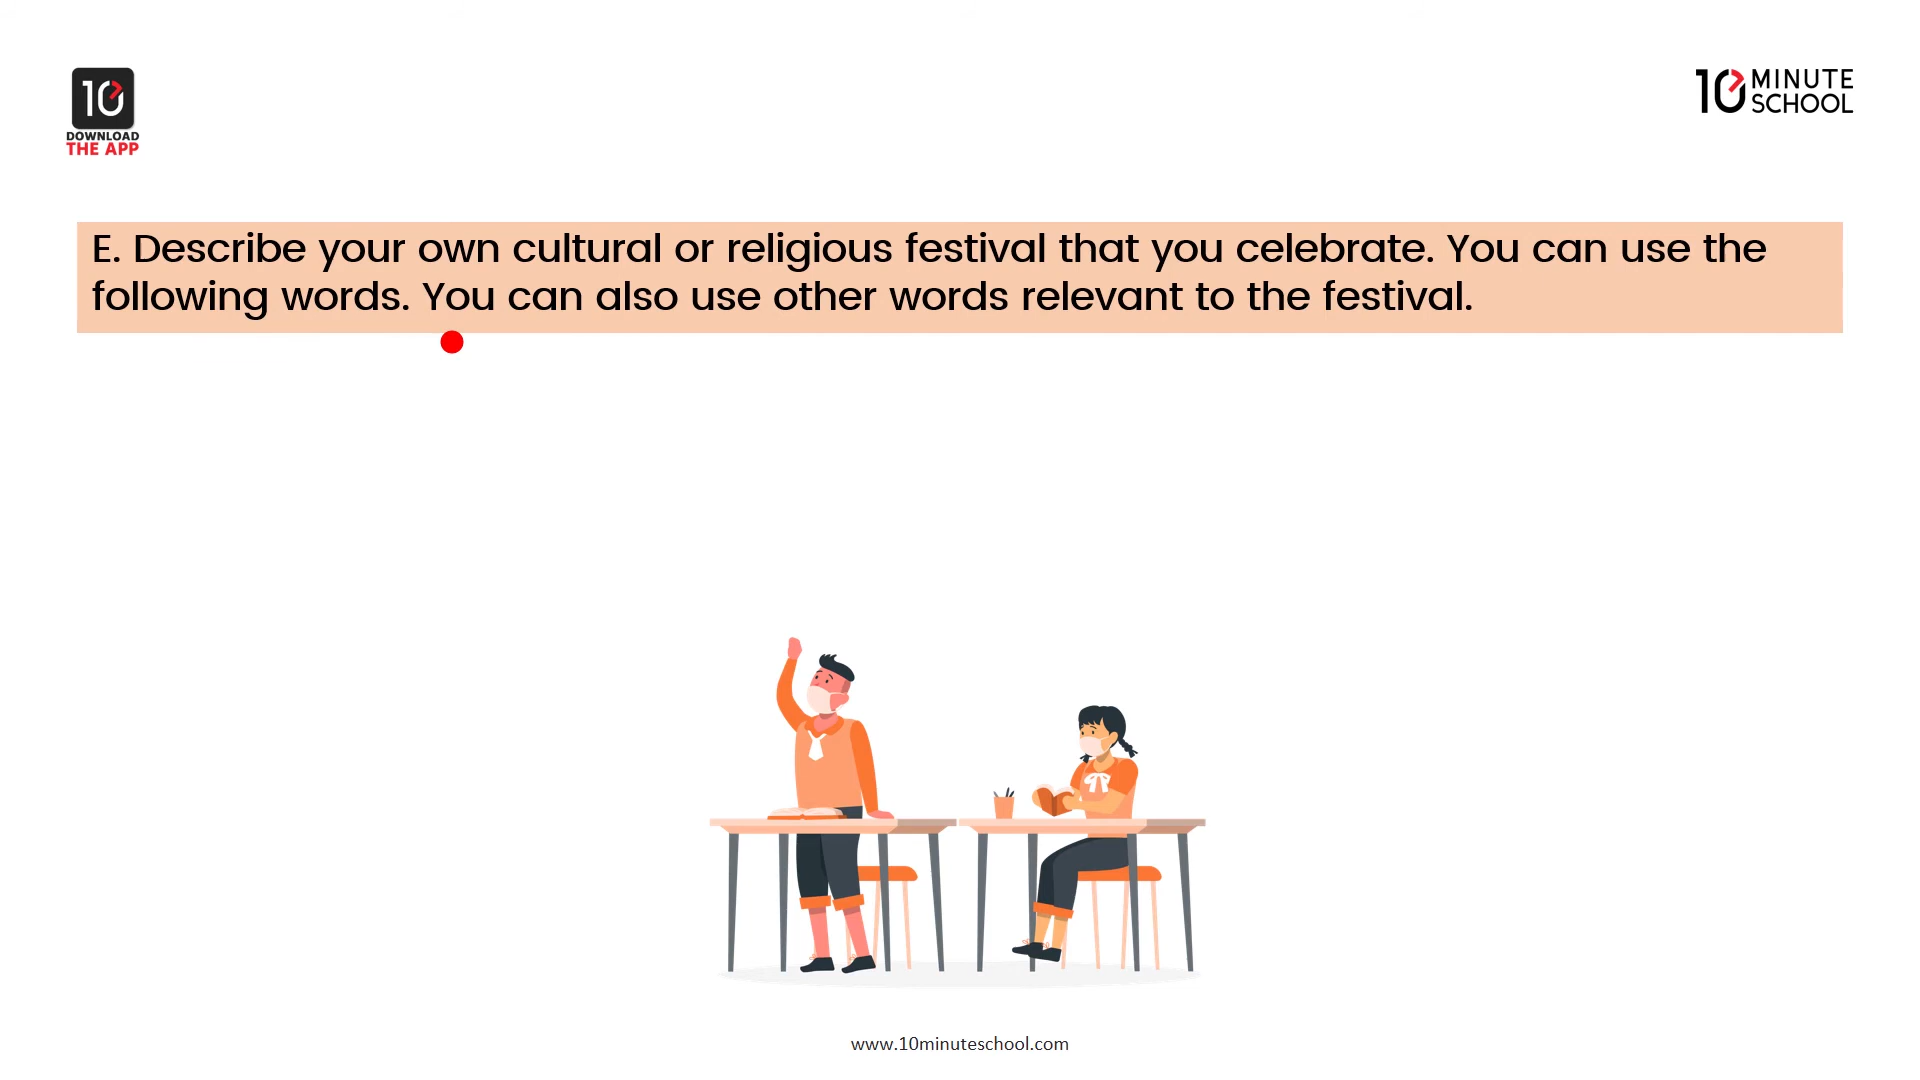 10
DOWNLOAD
THE APP
10 MINUTE
SCHOOL
E. Describe your own cultural or religious festival that you celebrate. You can use the
following words. You can also use other words relevant to the festival.
www.10minuteschool.com